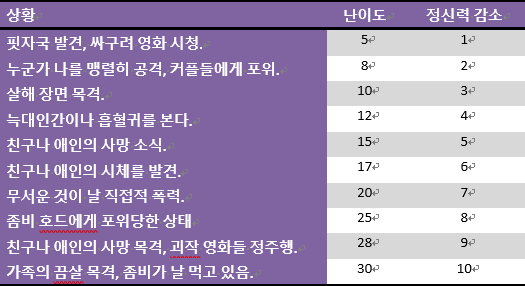 상황 난이도 정신력 감소
핏자국 발견, 싸구려 영화 시청. 5 1
누군가 나를 맹렬히 공격, 커플들에게 포위. 8 2
살해 장면 목격. 10 3
늑대인간이나 흡혈귀를 본다. 12 4
친구나 애인의 사망 소식. 15 5
친구나 애인의 시체를 발견. 17 6
무서운 것이 날 직접적 폭력. 20 7
좀비 호드에게 포위당한 상태 25 8
친구나 애인의 사망 목격, 괴작 영화들 정주행. 28 9
가족의 끔살 목격, 좀비가 날 먹고 있음. 30 10